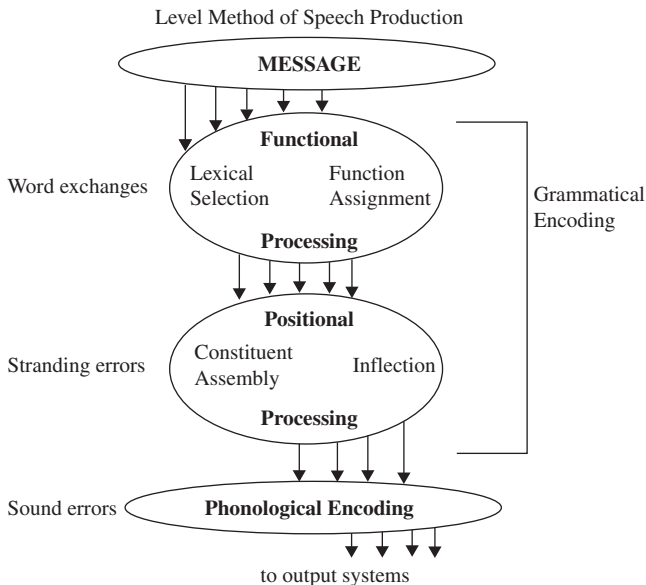 Level Method of Speech Production
MESSAGE
Functional
Word exchanges
Lexical
Selection
Function
Assignment
Processing
Grammatical
Encoding
Positional
Stranding errors
Constituent
Assembly
Inflection
Processing
Sound errors
Phonological Encoding
to output systems